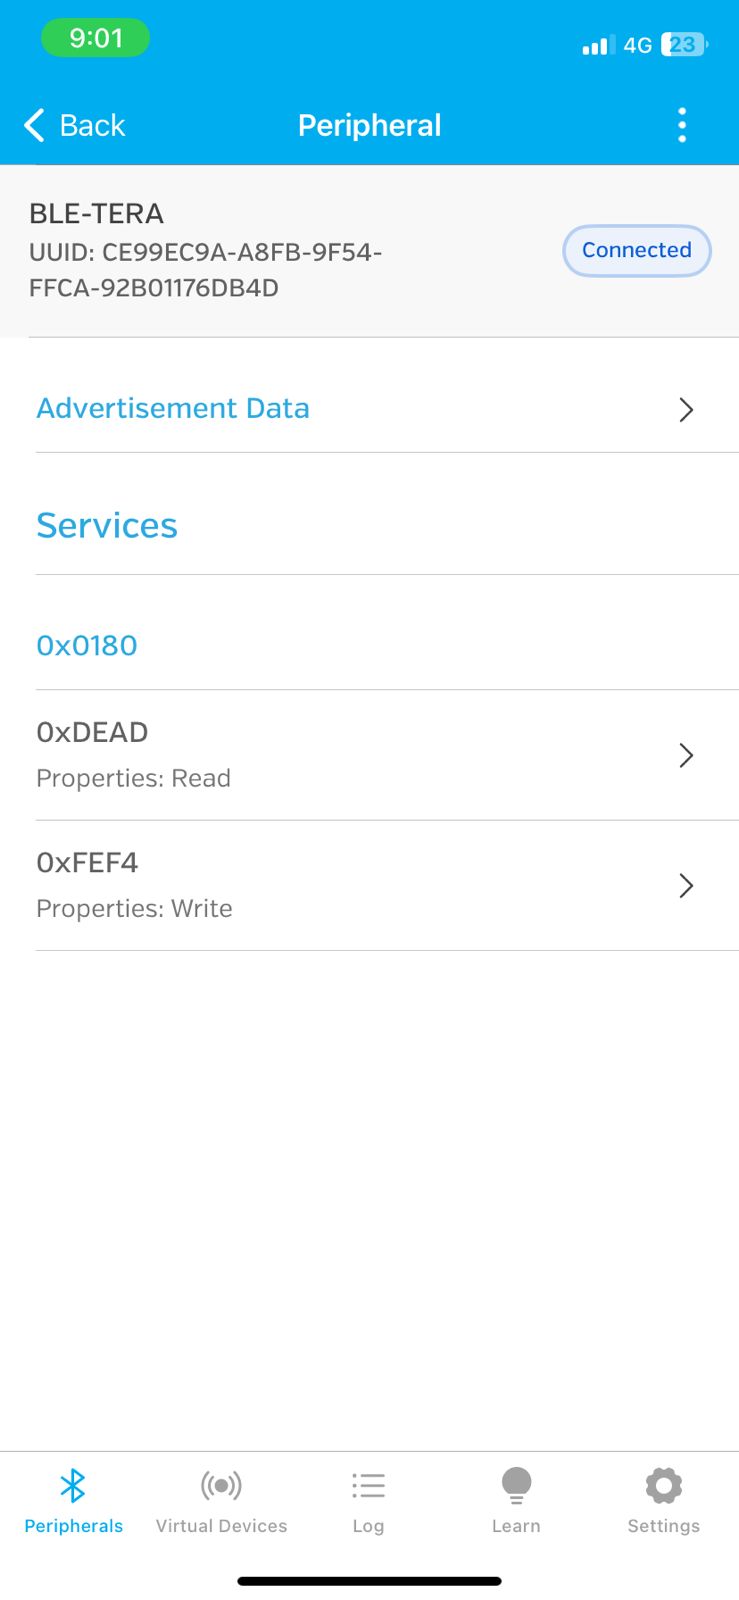 9:01
4G 23
Back
Peripheral
BLE-TERA
UUID: CE99EC9A-A8FB-9F54-
FFCA-92B01176DB4D
Connected
Advertisement Data
Services
0x0180
0xDEAD
Properties: Read
0xFEF4
Properties: Write
Peripherals
Virtual Devices
Log
Learn
Settings